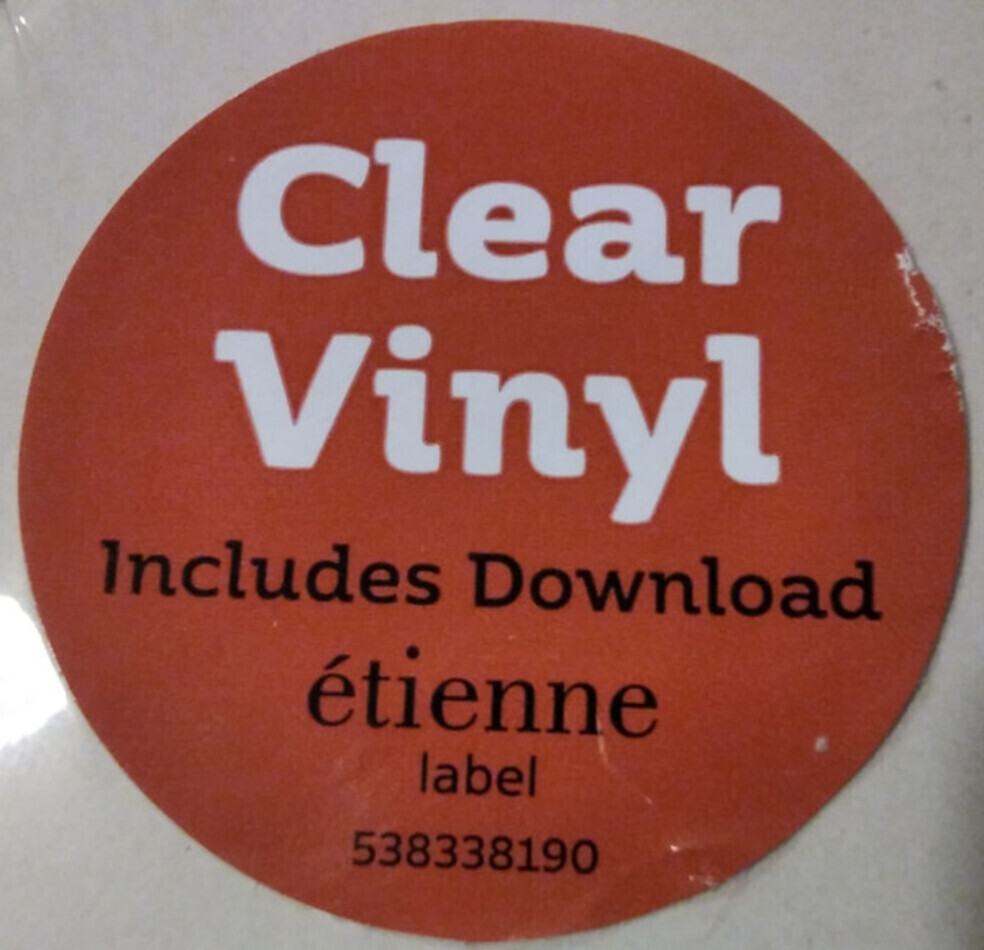 Clear
Vinyl
Includes Download
étienne
label
538338190